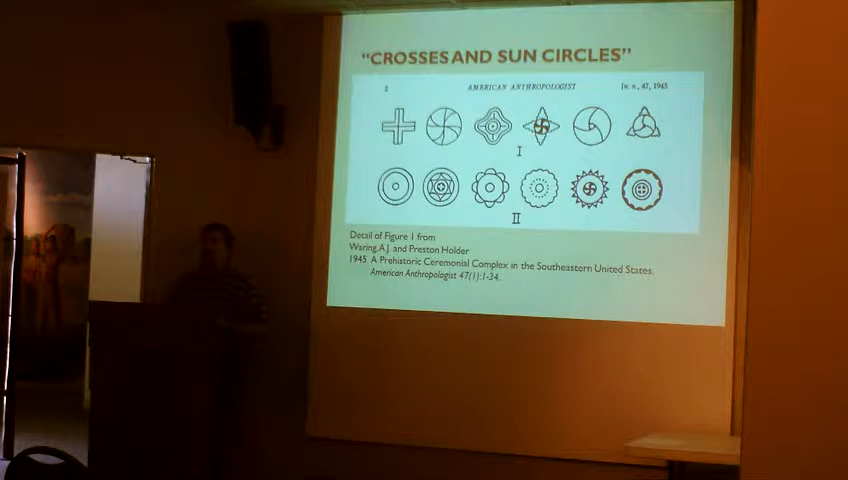 “CROSSES AND SUN CIRCLES”
2 AMERICAN ANTHROPOLOGIST [N. S., 47, 1945
I
II
Detail of Figure 1 from
Waring, A.J. and Preston Holder
1945 A Prehistoric Ceremonial Complex in the Southeastern United States.
American Anthropologist 47(1):1-34.